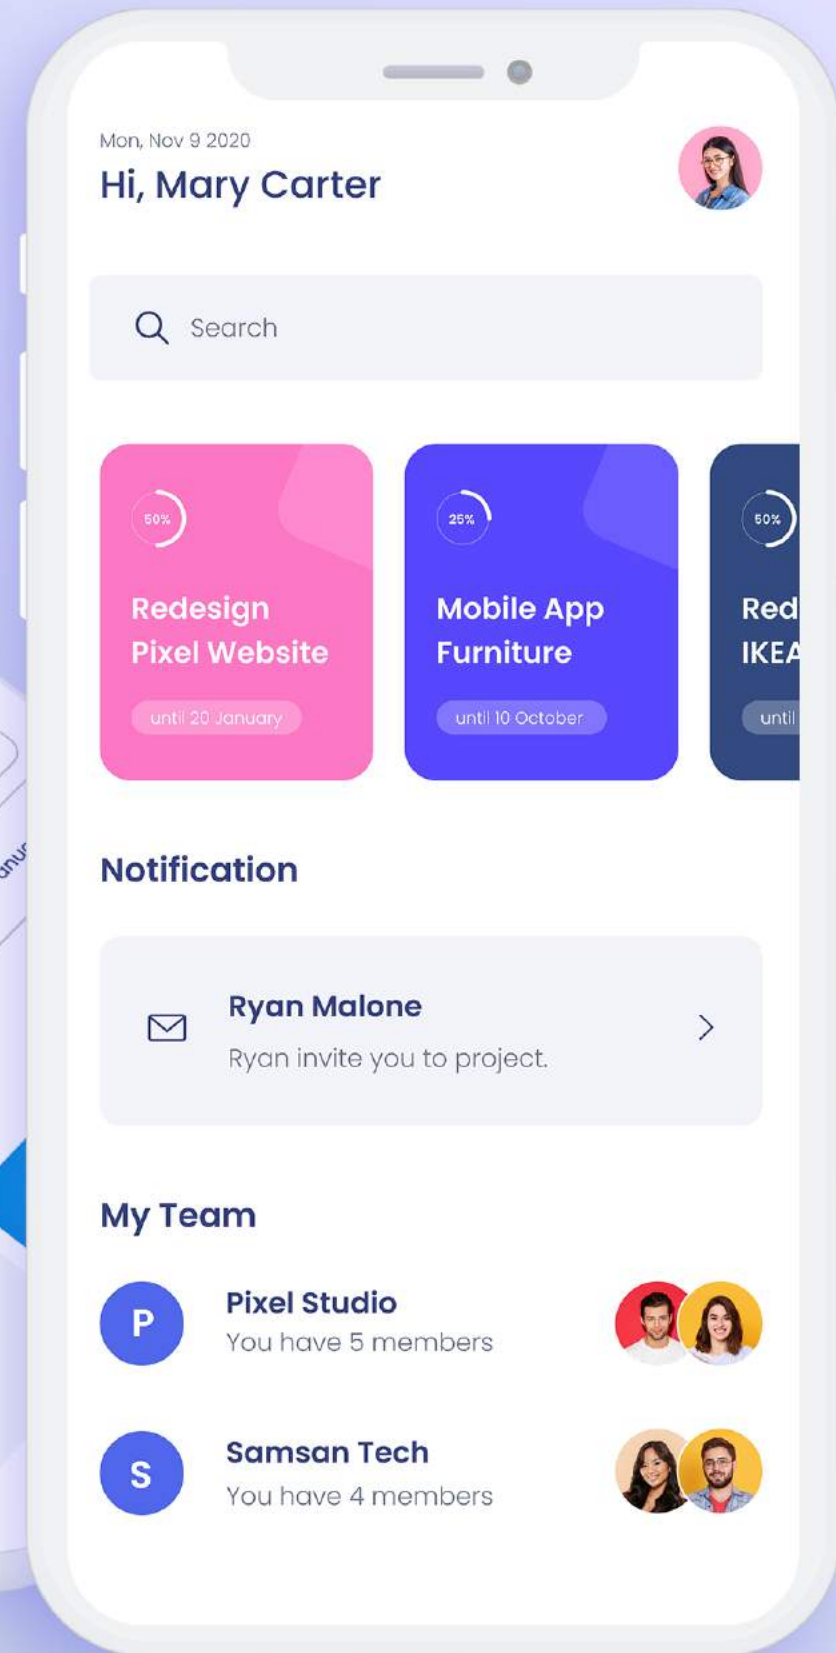 Mon, Nov 9 2020
Hi, Mary Carter
Search
50%
25%
50%
Redesign
Pixel Website
until 20 January
Mobile App
Furniture
until 10 October
Red
IKEA
until
Notification
Ryan Malone
Ryan invite you to project.
My Team
P
Pixel Studio
You have 5 members
S
Samsan Tech
You have 4 members